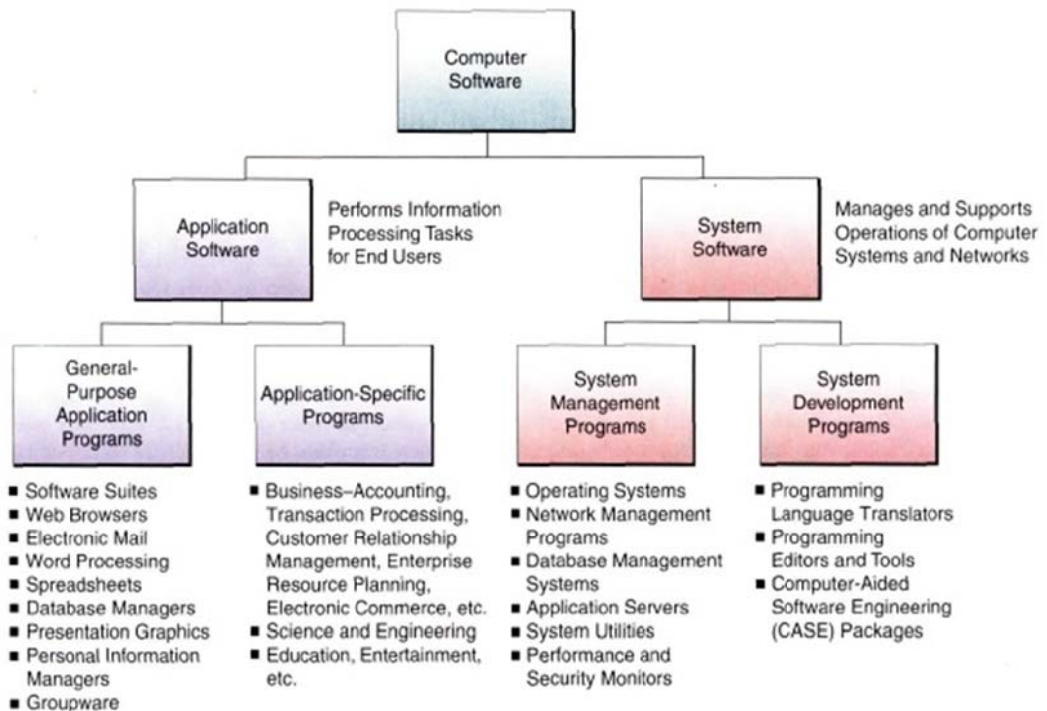 Computer
Software
Application
Software
Performs Information
Processing Tasks
for End Users
System
Software
Manages and Supports
Operations of Computer
Systems and Networks
General-
Purpose
Application
Programs
Application-Specific
Programs
System
Management
Programs
System
Development
Programs
■ Software Suites
■ Web Browsers
■ Electronic Mail
■ Word Processing
■ Spreadsheets
■ Database Managers
■ Presentation Graphics
■ Personal Information
Managers
■ Groupware
■ Business–Accounting,
Transaction Processing,
Customer Relationship
Management, Enterprise
Resource Planning,
Electronic Commerce, etc.
■ Science and Engineering
■ Education, Entertainment,
etc.
■ Operating Systems
■ Network Management
Programs
■ Database Management
Systems
■ Application Servers
■ System Utilities
■ Performance and
Security Monitors
■ Programming
Language Translators
■ Programming
Editors and Tools
■ Computer-Aided
Software Engineering
(CASE) Packages